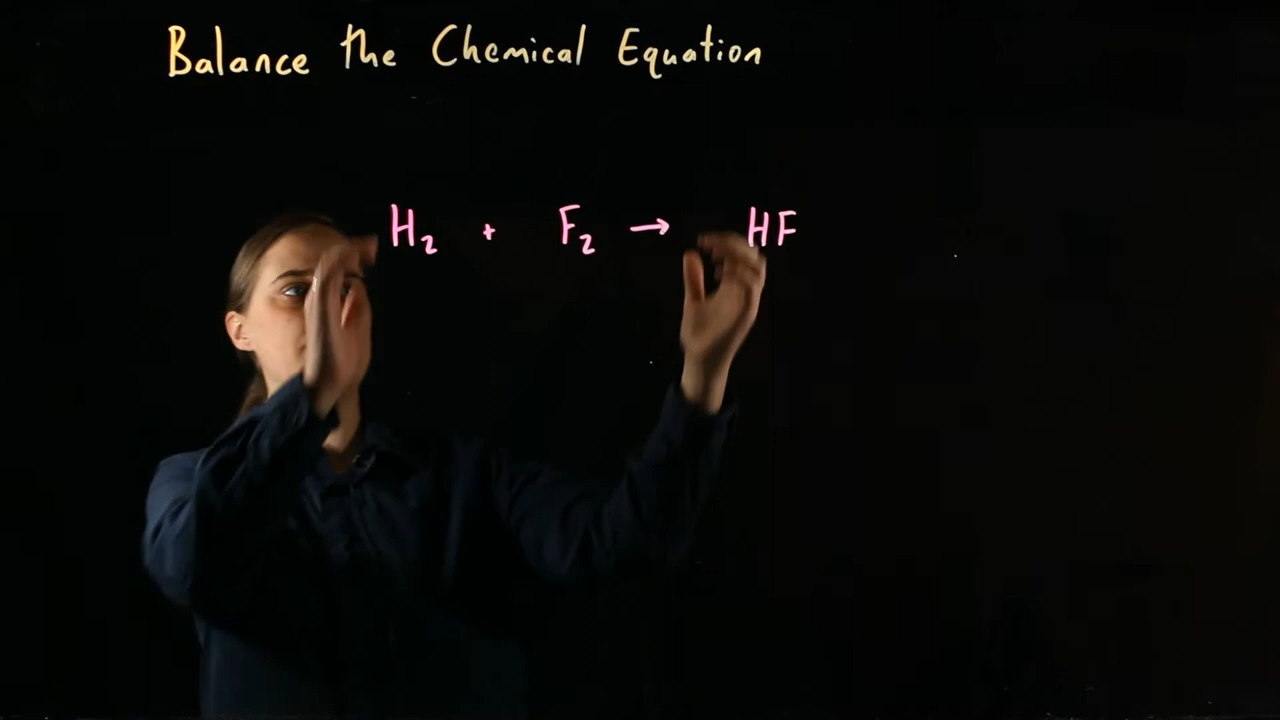 Balance the Chemical Equation
H₂ + F₂ → HF